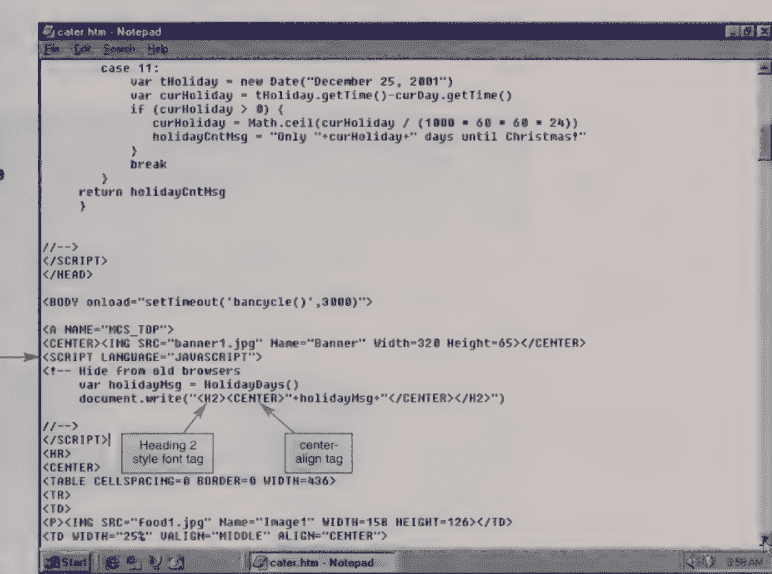 cater.htm - Notepad
File Edit Search Help
case 11:
var tHoliday = new Date("December 25, 2001")
var curHoliday = tHoliday.getTime()-curDay.getTime()
if (curHoliday > 0) {
curHoliday = Math.ceil(curHoliday / (1000 * 60 * 60 * 24))
holidayCntMsg = "Only "+curHoliday+" days until Christmas!"
}
break
}
return holidayCntMsg
}
//-->
</SCRIPT>
</HEAD>
<BODY onload="setTimeout('bancycle()',3000)">
<A NAME="MCS_TOP">
<CENTER><IMG SRC="banner1.jpg" Name="Banner" Width=320 Height=65></CENTER>
<SCRIPT LANGUAGE="JAVASCRIPT">
<!-- Hide from old browsers
var holidayMsg = HolidayDays()
document.write("<H2><CENTER>"+holidayMsg+"</CENTER></H2>")
//-->
</SCRIPT>
Heading 2
style font tag
center-
align tag
<HR>
<CENTER>
<TABLE CELLSPACING=0 BORDER=0 WIDTH=436>
<TR>
<TD>
<P><IMG SRC="food1.jpg" Name="Image1" WIDTH=158 HEIGHT=126></TD>
<TD WIDTH="25%" VALIGN="MIDDLE" ALIGN="CENTER">
Start
cater.htm - Notepad
8:58 AM